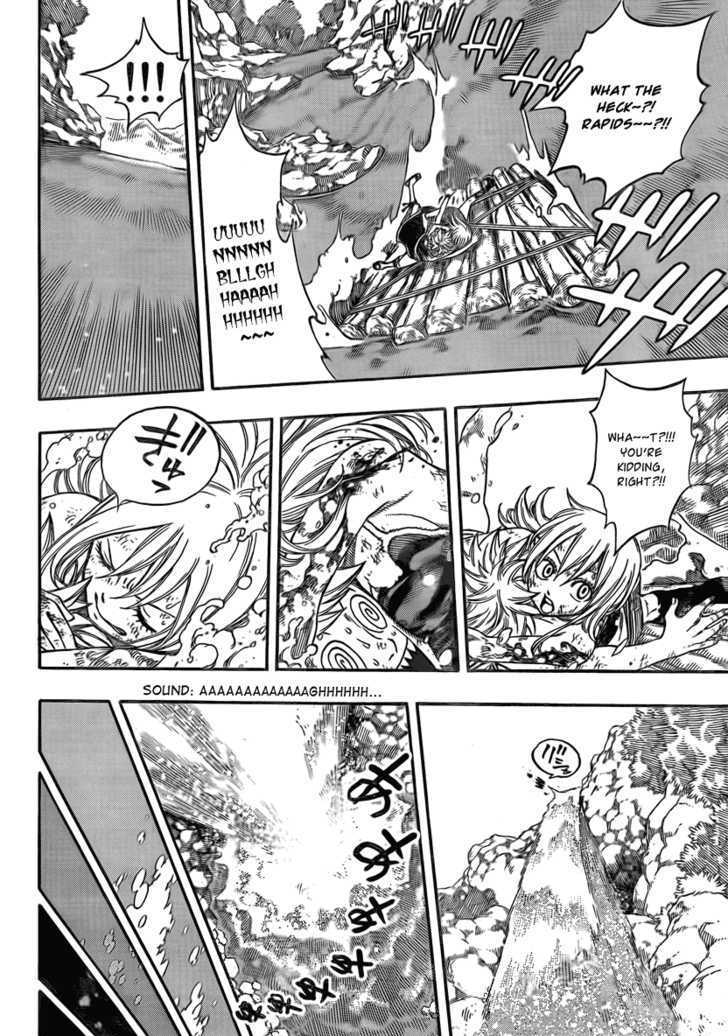 WHAT THE
HECK~?!
RAPIDS~~?!!
UUUUU
NNNNN
BLLLGH
HAAAAH
HHHHHH
~~~
!!!
WHA~~T?!!!
YOU'RE
KIDDING,
RIGHT?!!
SOUND: AAAAAAAAAAAAAGHHHHHH...